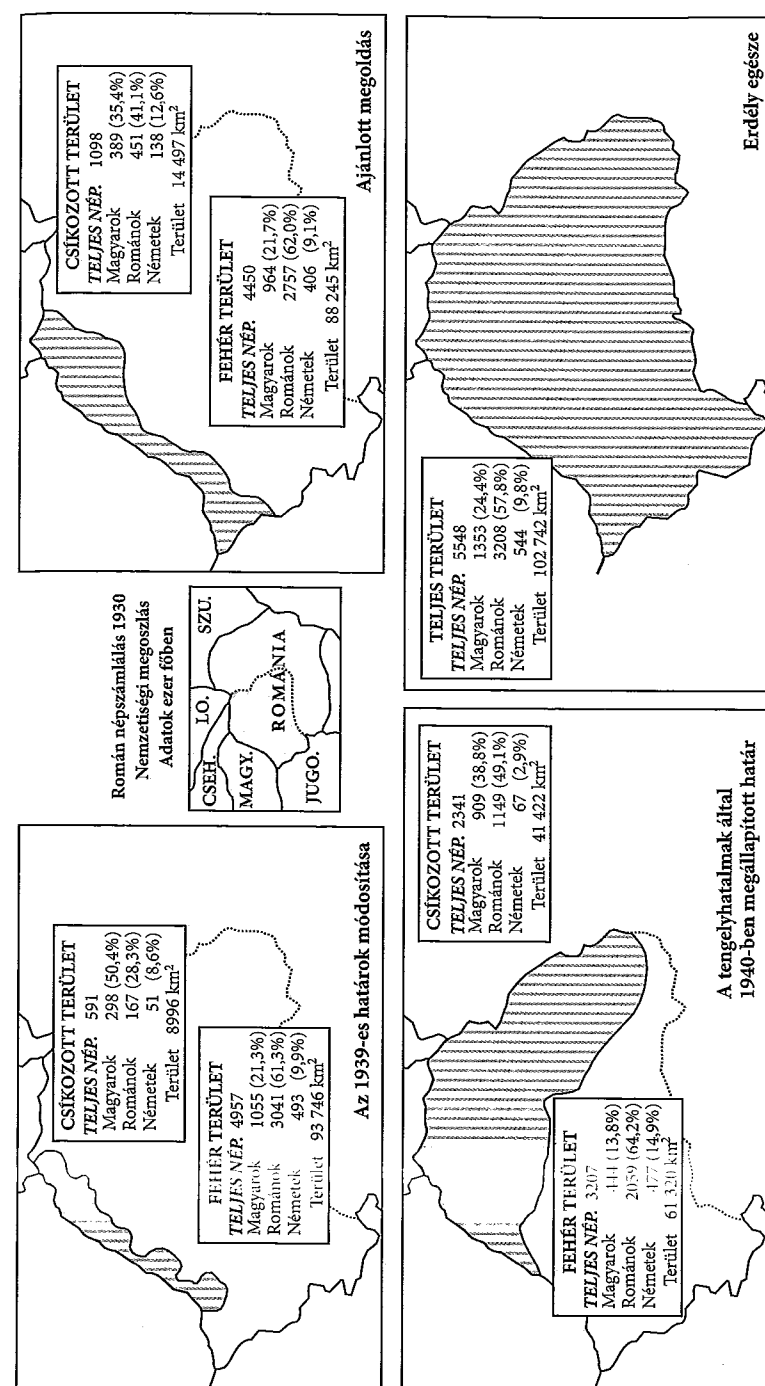 CSÍKOZOTT TERÜLET
TELJES NÉP. 591
Magyarok 298 (50,4%)
Románok 167 (28,3%)
Németek 51 (8,6%)
Terület 8996 km²
FEHÉR TERÜLET
TELJES NÉP. 4957
Magyarok 1055 (21,3%)
Románok 3041 (61,3%)
Németek 493 (9,9%)
Terület 93 746 km²
Az 1939-es határok módosítása
Román népszámlálás 1930
Nemzetiségi megoszlás
Adatok ezer főben
CSEH.
LO.
SZU.
MAGY.
ROMÁNIA
JUGO.
CSÍKOZOTT TERÜLET
TELJES NÉP. 1098
Magyarok 389 (35,4%)
Románok 451 (41,1%)
Németek 138 (12,6%)
Terület 14 497 km²
FEHÉR TERÜLET
TELJES NÉP. 4450
Magyarok 964 (21,7%)
Románok 2757 (62,0%)
Németek 406 (9,1%)
Terület 88 245 km²
Ajánlott megoldás
CSÍKOZOTT TERÜLET
TELJES NÉP. 2341
Magyarok 909 (38,8%)
Románok 1149 (49,1%)
Németek 67 (2,9%)
Terület 41 422 km²
FEHÉR TERÜLET
TELJES NÉP. 3207
Magyarok 444 (13,8%)
Románok 2059 (64,2%)
Németek 477 (14,9%)
Terület 61 320 km²
A tengelyhatalmak által
1940-ben megállapított határ
TELJES TERÜLET
TELJES NÉP. 5548
Magyarok 1353 (24,4%)
Románok 3208 (57,8%)
Németek 544 (9,8%)
Terület 102 742 km²
Erdély egésze